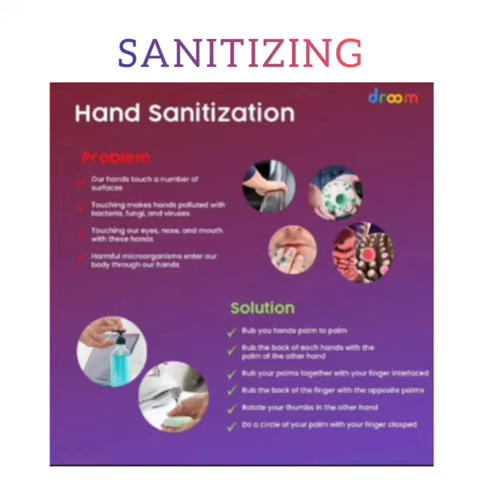 SANITIZING
droom
Hand Sanitization
Problem
Our hands touch a number of
surfaces
Touching makes hands polluted with
bacteria, fungi, and viruses
Touching our eyes, nose, and mouth
with these hands
Harmful microorganisms enter our
body through our hands
Solution
Rub you hands palm to palm
Rub the back of each hands with the
palm of the other hand
Rub your palms together with your finger interlaced
Rub the back of the finger with the opposite palms
Rotate your thumbs in the other hand
Do a circle of your palm with your finger clasped